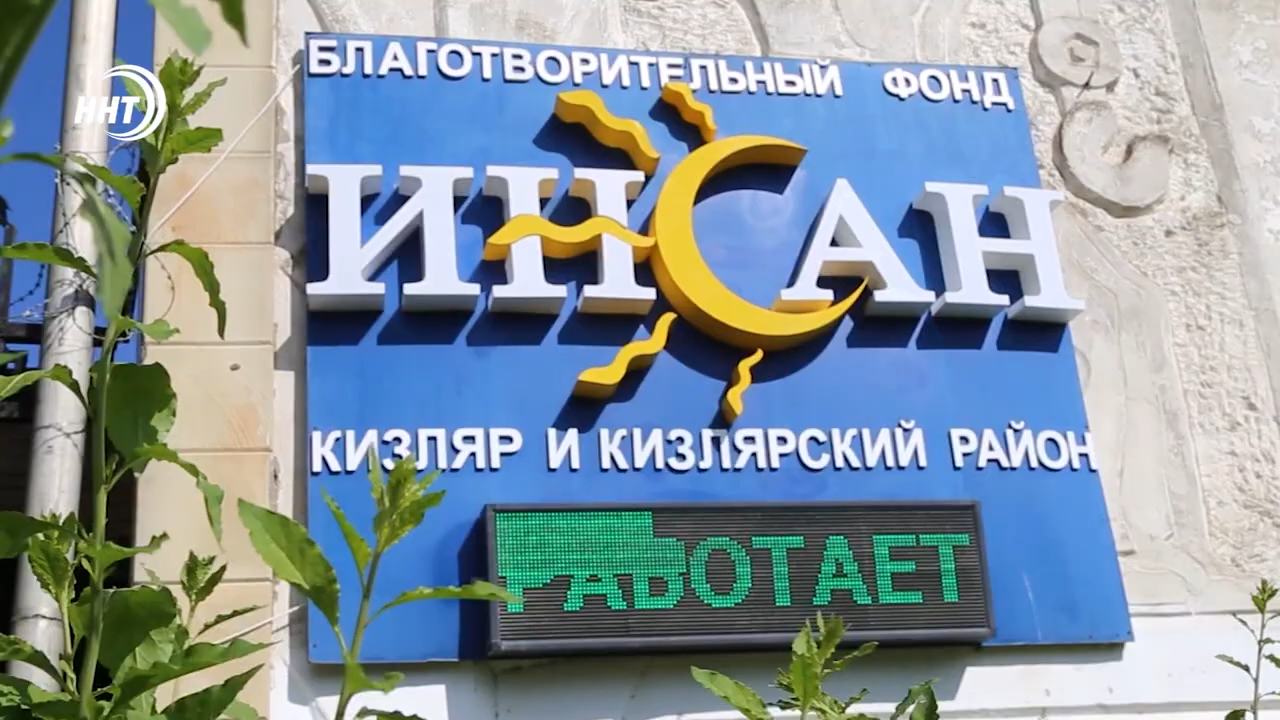 ННТ
БЛАГОТВОРИТЕЛЬНЫЙ ФОНД
ИНСАН
КИЗЛЯР И КИЗЛЯРСКИЙ РАЙОН
РАБОТАЕТ